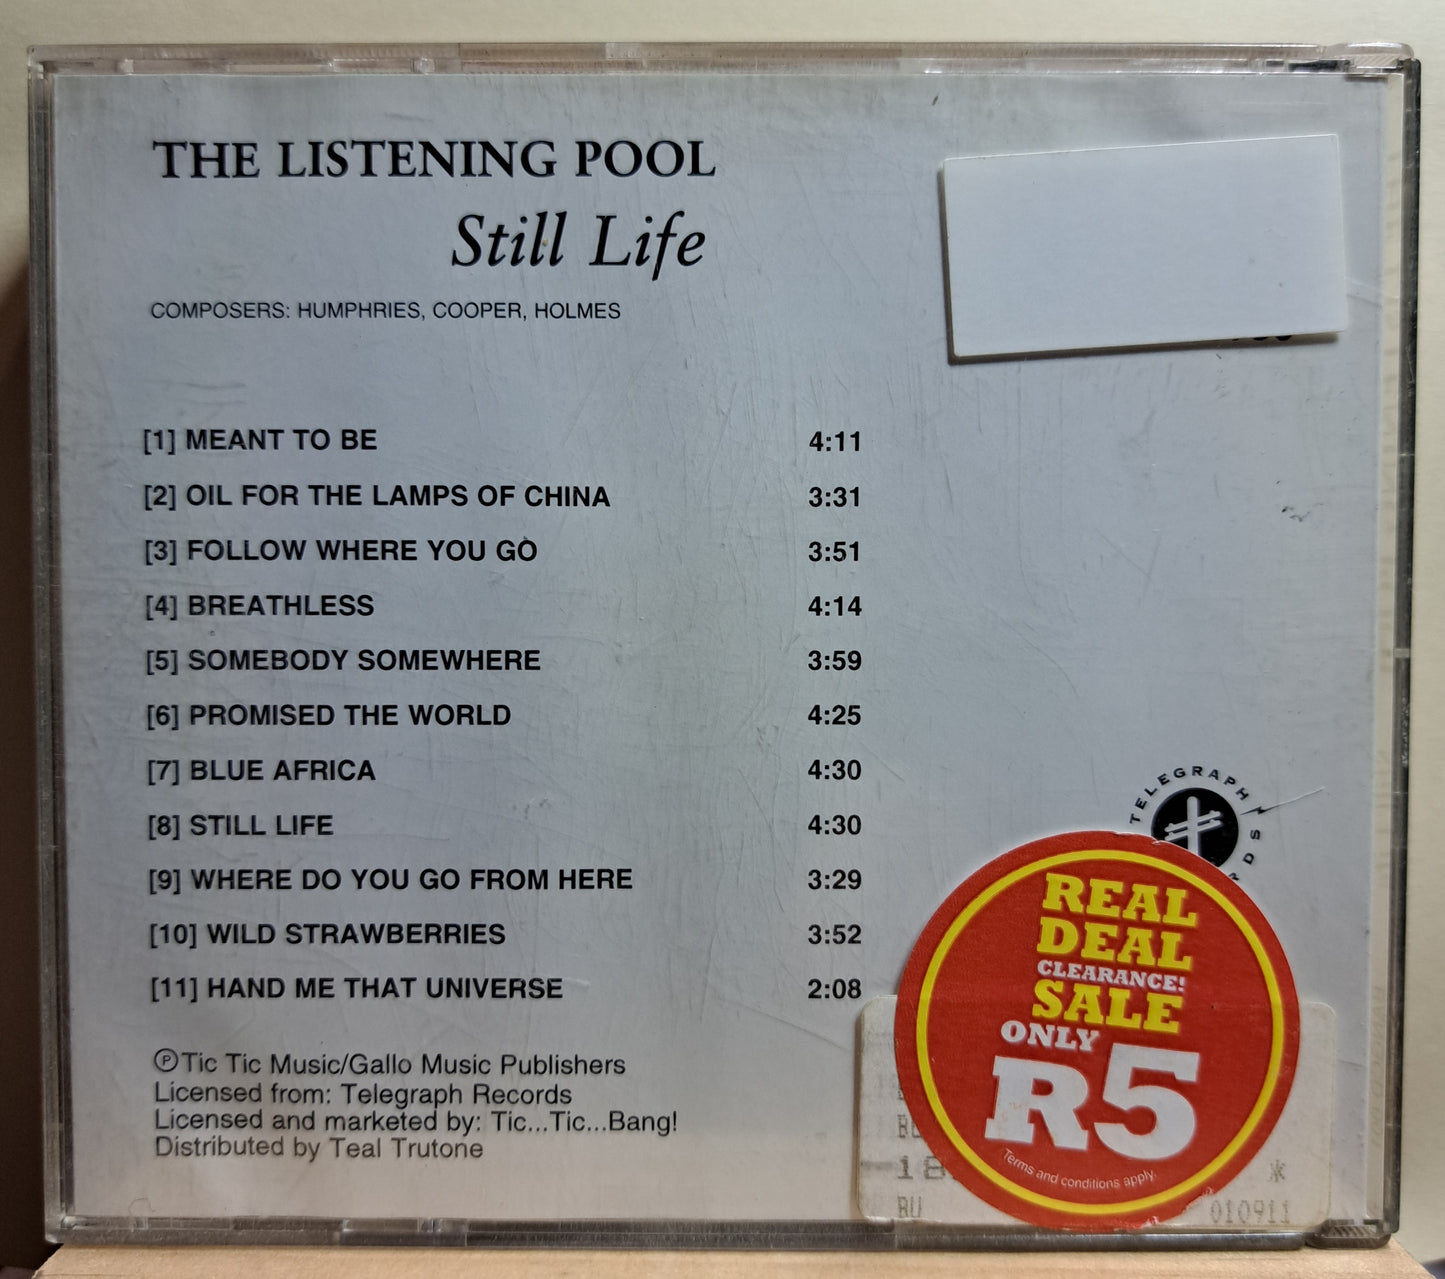 THE LISTENING POOL
Still Life
COMPOSERS: HUMPHRIES, COOPER, HOLMES
[1] MEANT TO BE 4:11
[2] OIL FOR THE LAMPS OF CHINA 3:31
[3] FOLLOW WHERE YOU GO 3:51
[4] BREATHLESS 4:14
[5] SOMEBODY SOMEWHERE 3:59
[6] PROMISED THE WORLD 4:25
[7] BLUE AFRICA 4:30
[8] STILL LIFE 4:30
[9] WHERE DO YOU GO FROM HERE 3:29
[10] WILD STRAWBERRIES 3:52
[11] HAND ME THAT UNIVERSE 2:08
ⓅTic Tic Music/Gallo Music Publishers
Licensed from: Telegraph Records
Licensed and marketed by: Tic...Tic...Bang!
Distributed by Teal Trutone
TELEGRAPH
REAL
DEAL
CLEARANCE!
SALE
ONLY
R5
Terms and conditions apply.
BU 010911